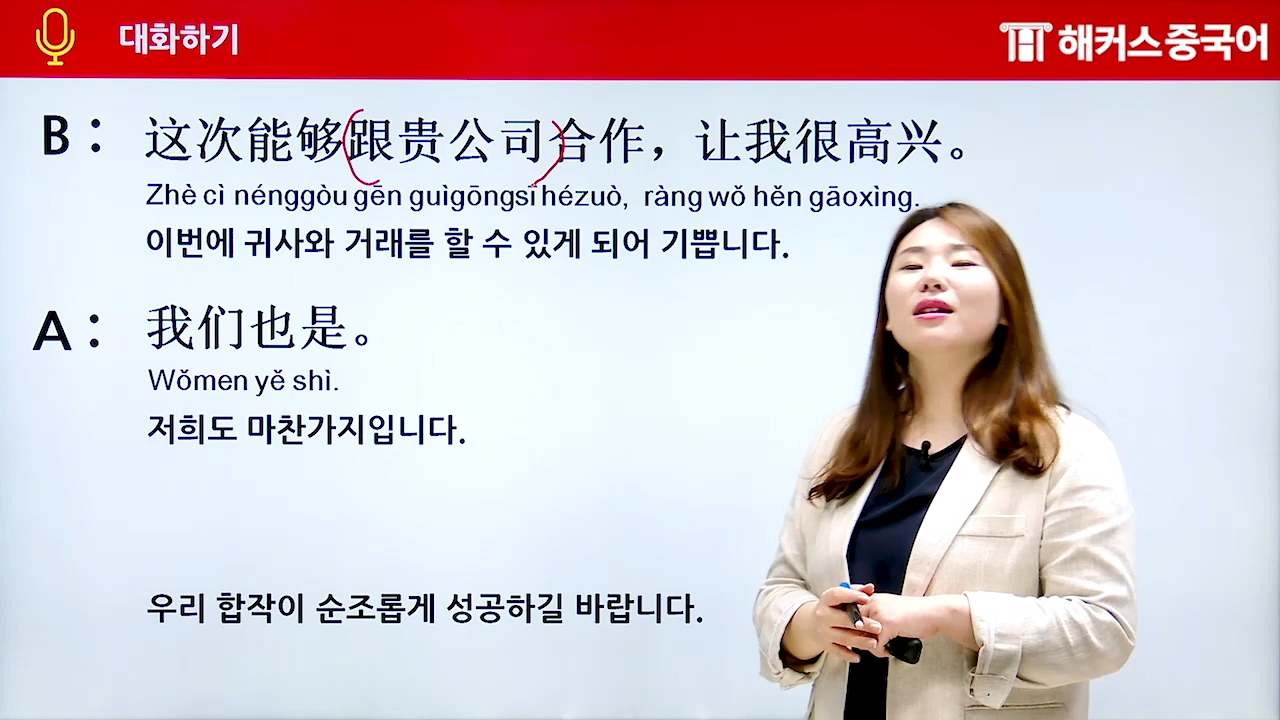 대화하기
해커스중국어
B : 这次能够跟贵公司合作，让我很高兴。
Zhè cì nénggòu gēn guìgōngsī hézuò, ràng wǒ hěn gāoxìng.
이번에 귀사와 거래를 할 수 있게 되어 기쁩니다.
A : 我们也是。
Wǒmen yě shì.
저희도 마찬가지입니다.
우리 합작이 순조롭게 성공하길 바랍니다.